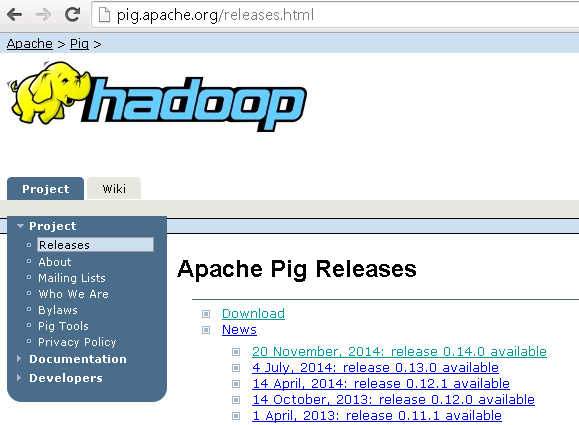 pig.apache.org/releases.html
Apache > Pig >
hadoop
Project
Wiki
Project
Releases
About
Mailing Lists
Who We Are
Bylaws
Pig Tools
Privacy Policy
Documentation
Developers
Apache Pig Releases
Download
News
20 November, 2014: release 0.14.0 available
4 July, 2014: release 0.13.0 available
14 April, 2014: release 0.12.1 available
14 October, 2013: release 0.12.0 available
1 April, 2013: release 0.11.1 available